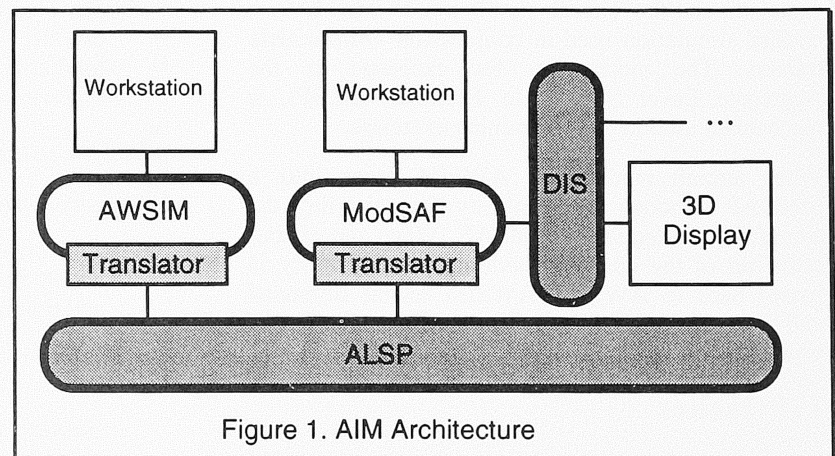 Workstation
Workstation
AWSIM
ModSAF
DIS
...
3D
Display
Translator
Translator
ALSP
Figure 1. AIM Architecture